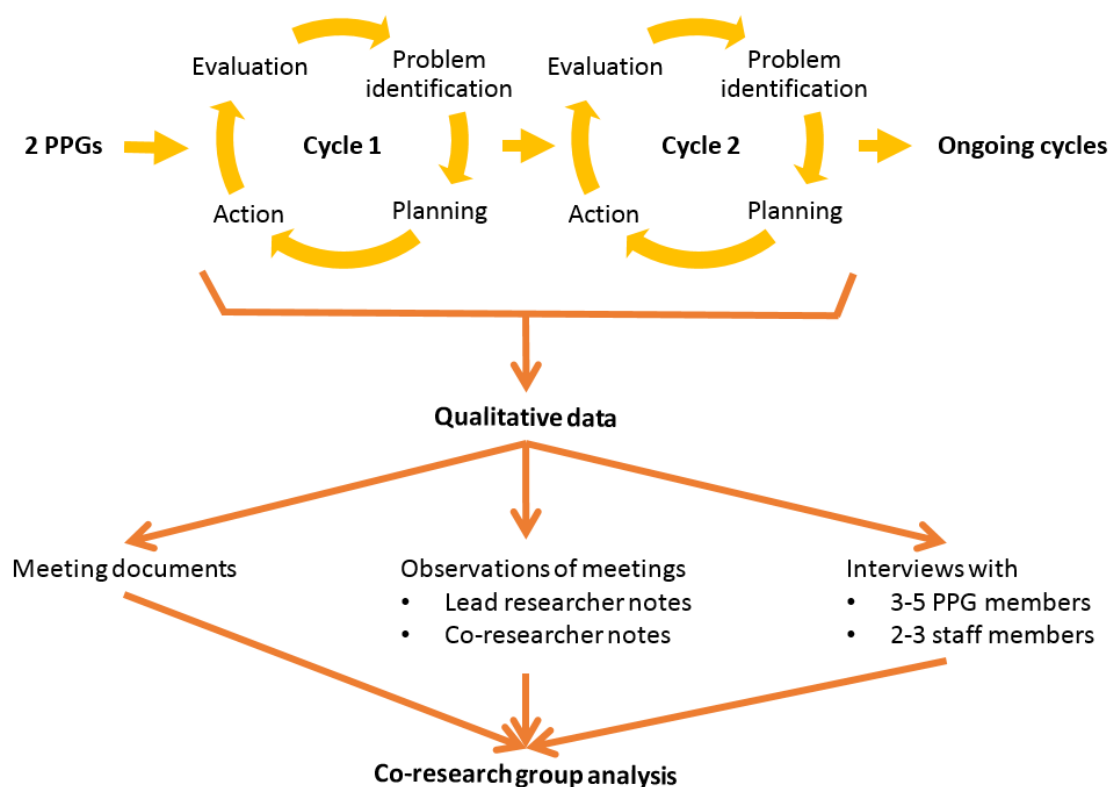 Evaluation
Problem
identification
Evaluation
Problem
identification
2 PPGs
Cycle 1
Cycle 2
Ongoing cycles
Action
Planning
Action
Planning
Qualitative data
Meeting documents
Observations of meetings
• Lead researcher notes
• Co-researcher notes
Interviews with
• 3-5 PPG members
• 2-3 staff members
Co-research group analysis